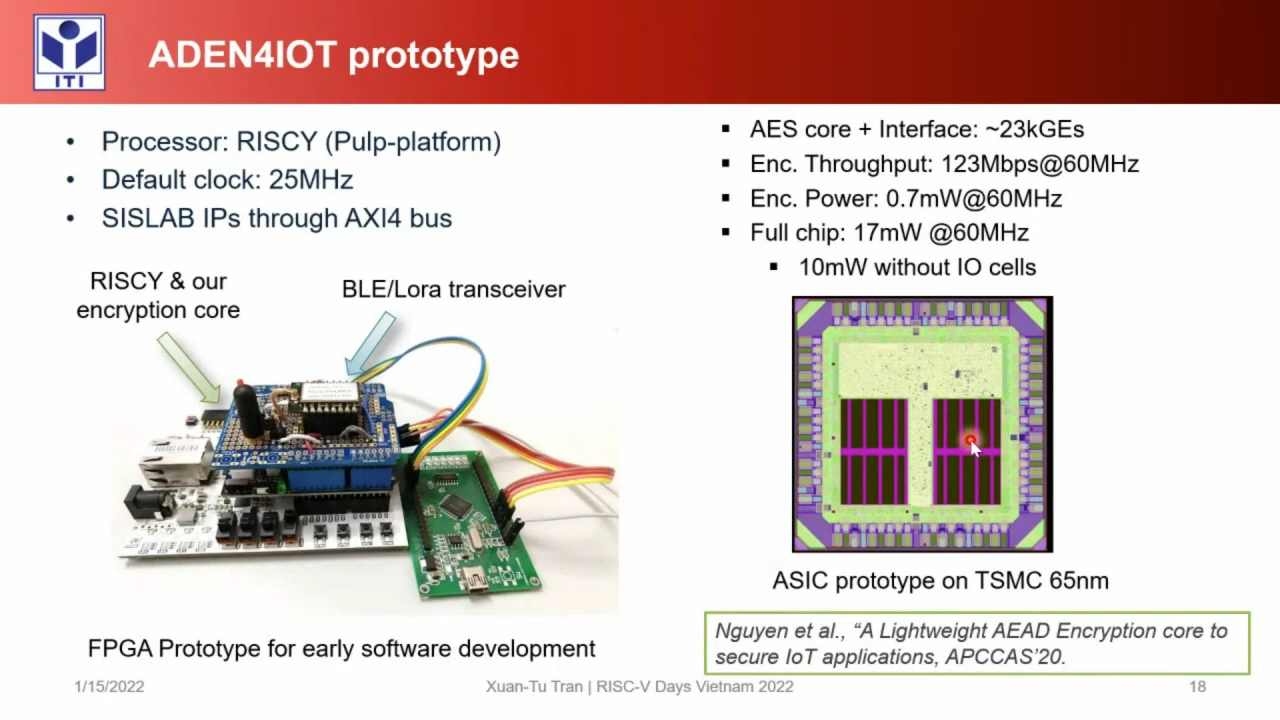 ITI
ADEN4IOT prototype
• Processor: RISCY (Pulp-platform)
• Default clock: 25MHz
• SISLAB IPs through AXI4 bus
RISCY & our
encryption core
BLE/Lora transceiver
FPGA Prototype for early software development
▪ AES core + Interface: ~23kGEs
▪ Enc. Throughput: 123Mbps@60MHz
▪ Enc. Power: 0.7mW@60MHz
▪ Full chip: 17mW @60MHz
▪ 10mW without IO cells
ASIC prototype on TSMC 65nm
Nguyen et al., “A Lightweight AEAD Encryption core to
secure IoT applications, APCCAS’20.
1/15/2022
Xuan-Tu Tran | RISC-V Days Vietnam 2022
18